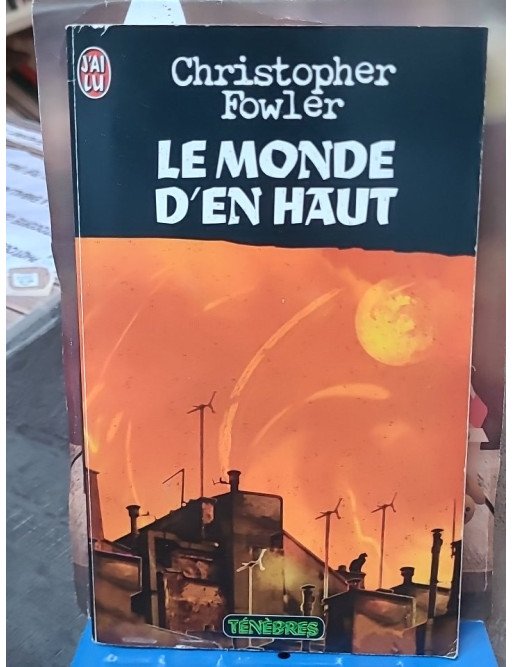 J'AI
LU
Christopher
Fowler
LE MONDE
D'EN HAUT
TÉNÈBRES